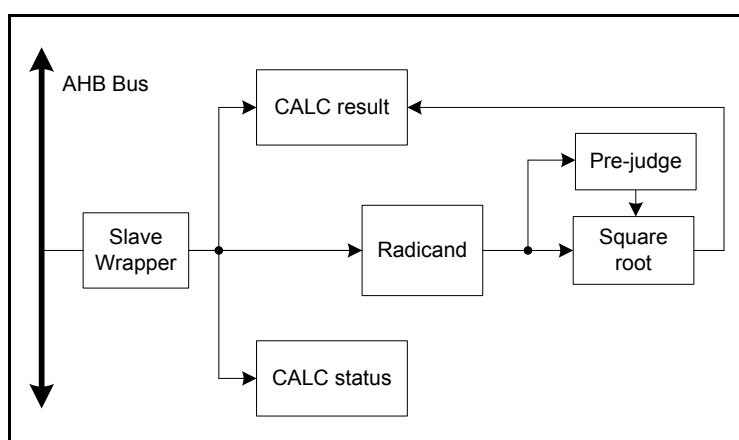 AHB Bus
CALC result
Pre-judge
Slave
Wrapper
Radicand
Square
root
CALC status